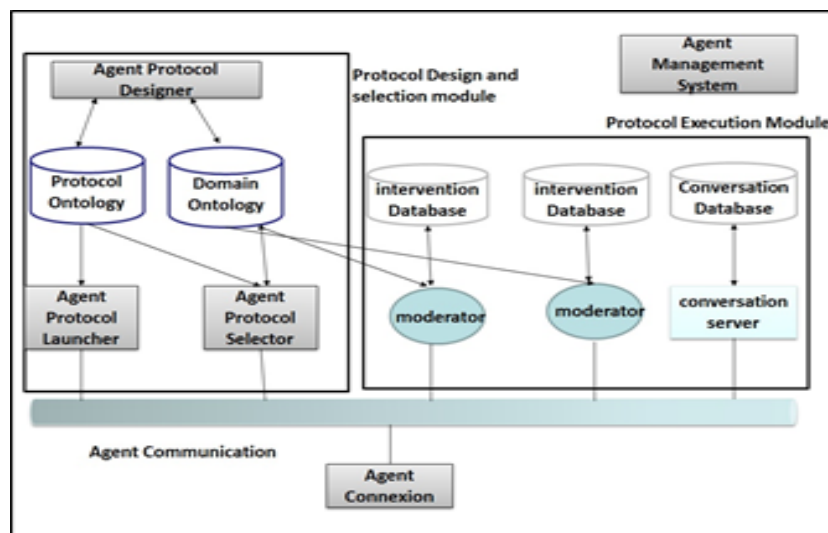 Agent Protocol
Designer
Protocol Design and
selection module
Agent
Management
System
Protocol Execution Module
Protocol
Ontology
Domain
Ontology
intervention
Database
intervention
Database
Conversation
Database
Agent
Protocol
Launcher
Agent
Protocol
Selector
moderator
moderator
conversation
server
Agent Communication
Agent
Connexion